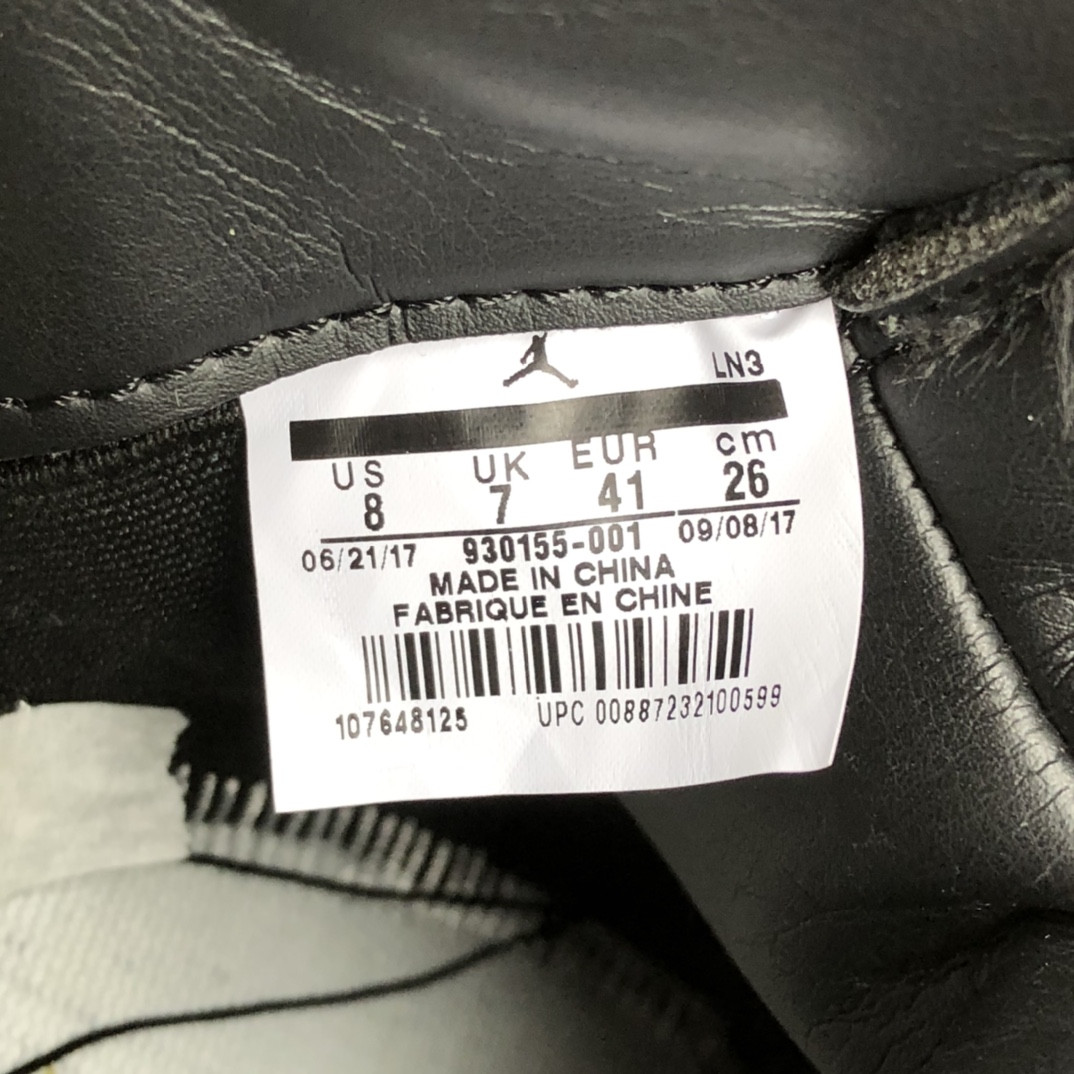 LN3
US UK EUR cm
8 7 41 26
06/21/17 930155-001 09/08/17
MADE IN CHINA
FABRIQUE EN CHINE
107648125 UPC 00887232100599